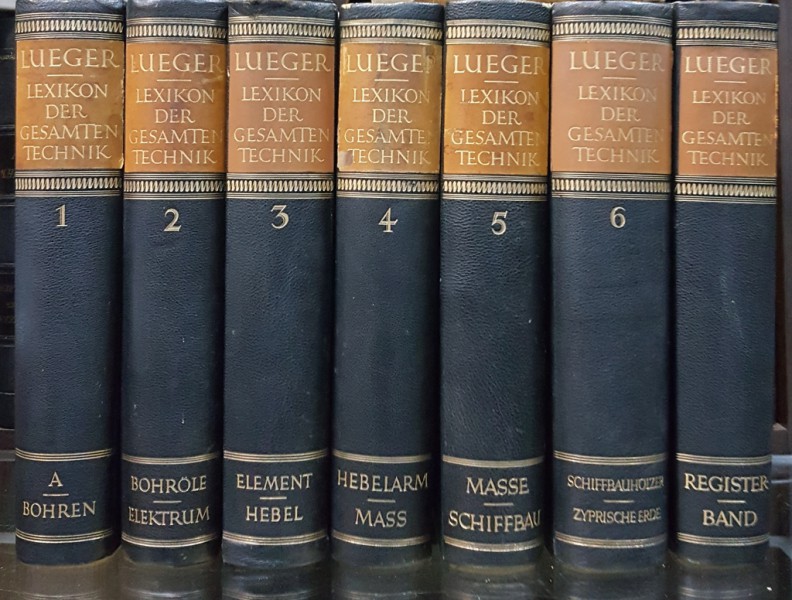 LUEGER
LEXIKON
DER
GESAMTEN
TECHNIK
1
A
BOHREN
LUEGER
LEXIKON
DER
GESAMTEN
TECHNIK
2
BOHRÖLE
ELEKTRUM
LUEGER
LEXIKON
DER
GESAMTEN
TECHNIK
3
ELEMENT
HEBEL
LUEGER
LEXIKON
DER
GESAMTEN
TECHNIK
4
HEBELARM
MASS
LUEGER
LEXIKON
DER
GESAMTEN
TECHNIK
5
MASSE
SCHIFFBAU
LUEGER
LEXIKON
DER
GESAMTEN
TECHNIK
6
SCHIFFBAUHÖLZER
ZYPRISCHE ERDE
LUEGER
LEXIKON
DER
GESAMTEN
TECHNIK
REGISTER-
BAND